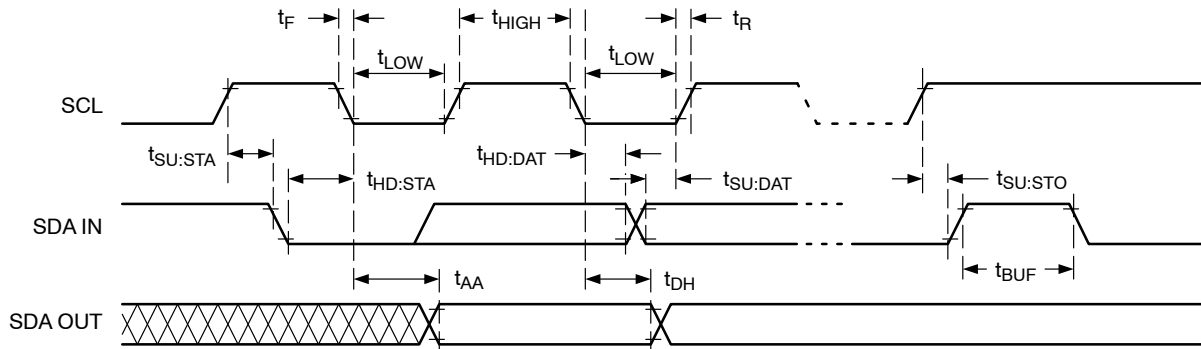 tF
tHIGH
tR
tLOW
tLOW
SCL
tSU:STA
tHD:STA
tHD:DAT
tSU:DAT
tSU:STO
SDA IN
tBUF
tAA
tDH
SDA OUT